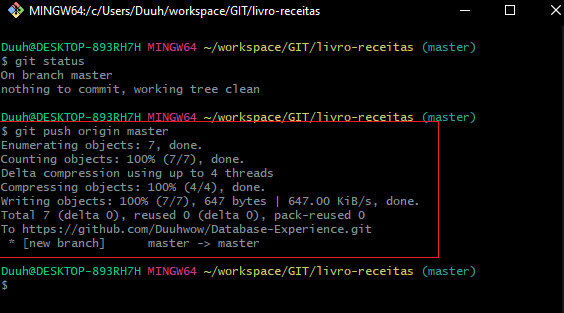 MINGW64:/c/Users/Duuh/workspace/GIT/livro-receitas
Duuh@DESKTOP-893RH7H MINGW64 ~/workspace/GIT/livro-receitas (master)
$ git status
On branch master
nothing to commit, working tree clean
Duuh@DESKTOP-893RH7H MINGW64 ~/workspace/GIT/livro-receitas (master)
$ git push origin master
Enumerating objects: 7, done.
Counting objects: 100% (7/7), done.
Delta compression using up to 4 threads
Compressing objects: 100% (4/4), done.
Writing objects: 100% (7/7), 647 bytes | 647.00 KiB/s, done.
Total 7 (delta 0), reused 0 (delta 0), pack-reused 0
To https://github.com/Duuhwow/Database-Experience.git
 * [new branch]      master -> master
Duuh@DESKTOP-893RH7H MINGW64 ~/workspace/GIT/livro-receitas (master)
$